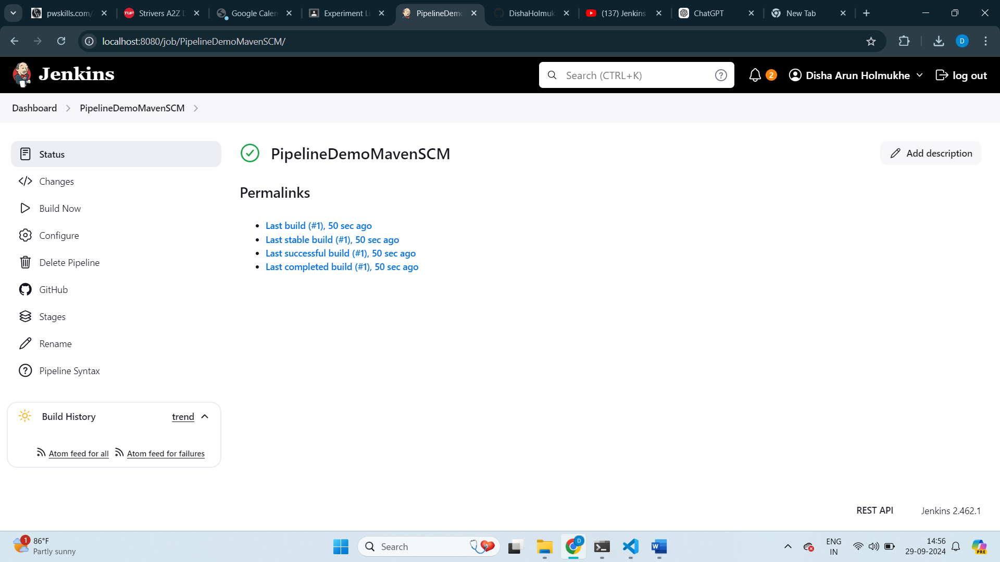 pwskills.com/
Strivers A2Z D
Google Calen
Experiment Li
PipelineDemo
DishaHolmuk
(137) Jenkins
ChatGPT
New Tab
localhost:8080/job/PipelineDemoMavenSCM/
D
Jenkins
Search (CTRL+K)
2
Disha Arun Holmukhe
log out
Dashboard
PipelineDemoMavenSCM
Status
Changes
Build Now
Configure
Delete Pipeline
GitHub
Stages
Rename
Pipeline Syntax
Build History
trend
Atom feed for all
Atom feed for failures
PipelineDemoMavenSCM
Add description
Permalinks
Last build (#1), 50 sec ago
Last stable build (#1), 50 sec ago
Last successful build (#1), 50 sec ago
Last completed build (#1), 50 sec ago
REST API
Jenkins 2.462.1
1
86°F
Partly sunny
Search
D
ENG
IN
14:56
29-09-2024
PRE